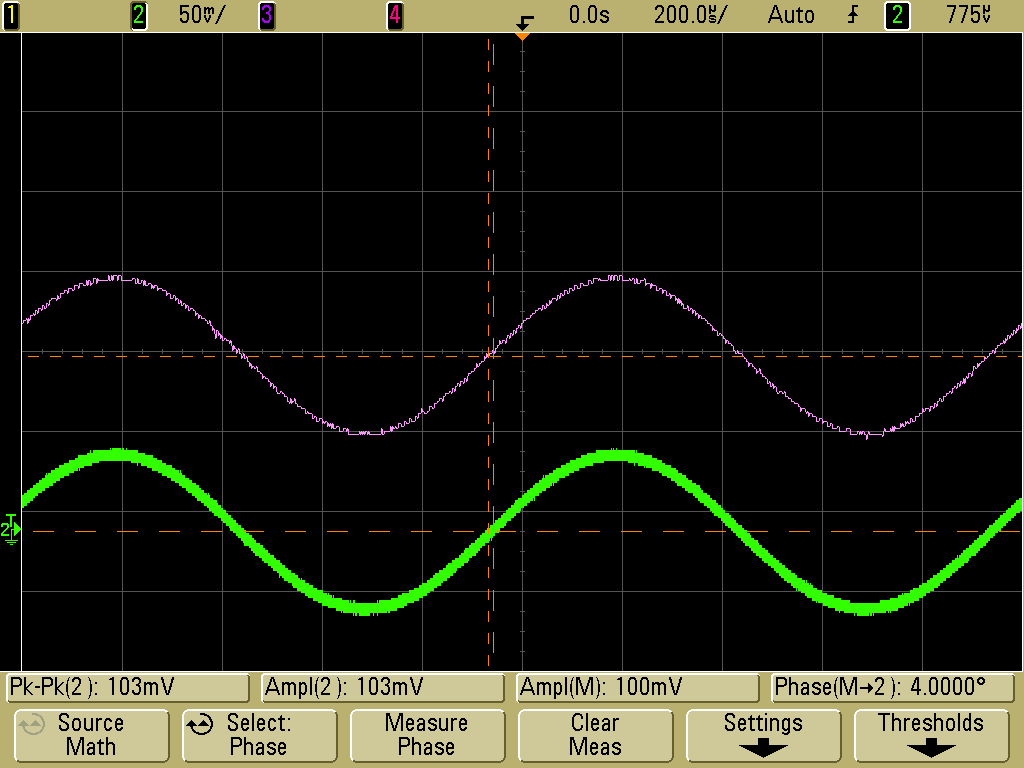 1 2 50mV/ 3 4 0.0s 200.0µs/ Auto 2 775µV
T
2
Pk-Pk(2): 103mV Ampl(2): 103mV Ampl(M): 100mV Phase(M→2): 4.0000°
Source Select: Measure Clear Settings Thresholds
Math Phase Phase Meas